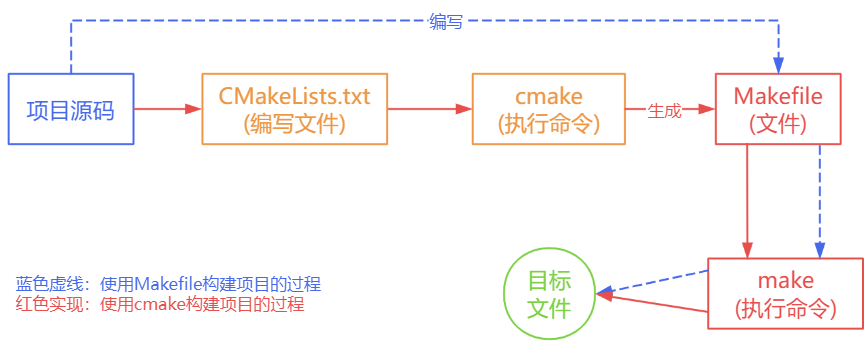 编写
项目源码
CMakeLists.txt
(编写文件)
cmake
(执行命令)
生成
Makefile
(文件)
蓝色虚线：使用Makefile构建项目的过程
红色实现：使用cmake构建项目的过程
目标
文件
make
(执行命令)